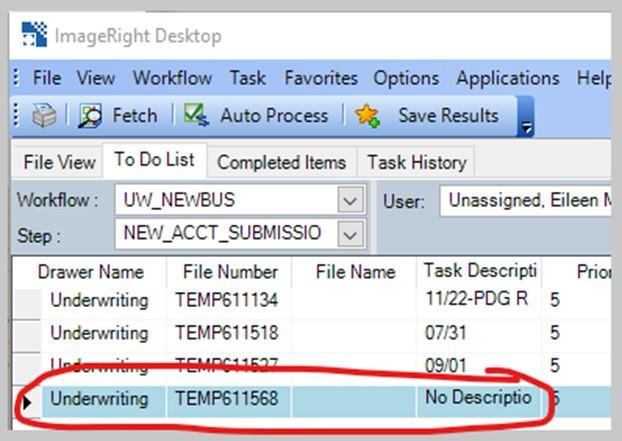 ImageRight Desktop
File View Workflow Task Favorites Options Applications Help
Fetch Auto Process Save Results
File View To Do List Completed Items Task History
Workflow : UW_NEWBUS User: Unassigned, Eileen M
Step : NEW_ACCT_SUBMISSIO
Drawer Name File Number File Name Task Descripti Prior
Underwriting TEMP611134 11/22-PDG R 5
Underwriting TEMP611518 07/31 5
Underwriting TEMP611527 09/01 5
Underwriting TEMP611568 No Descriptio 5